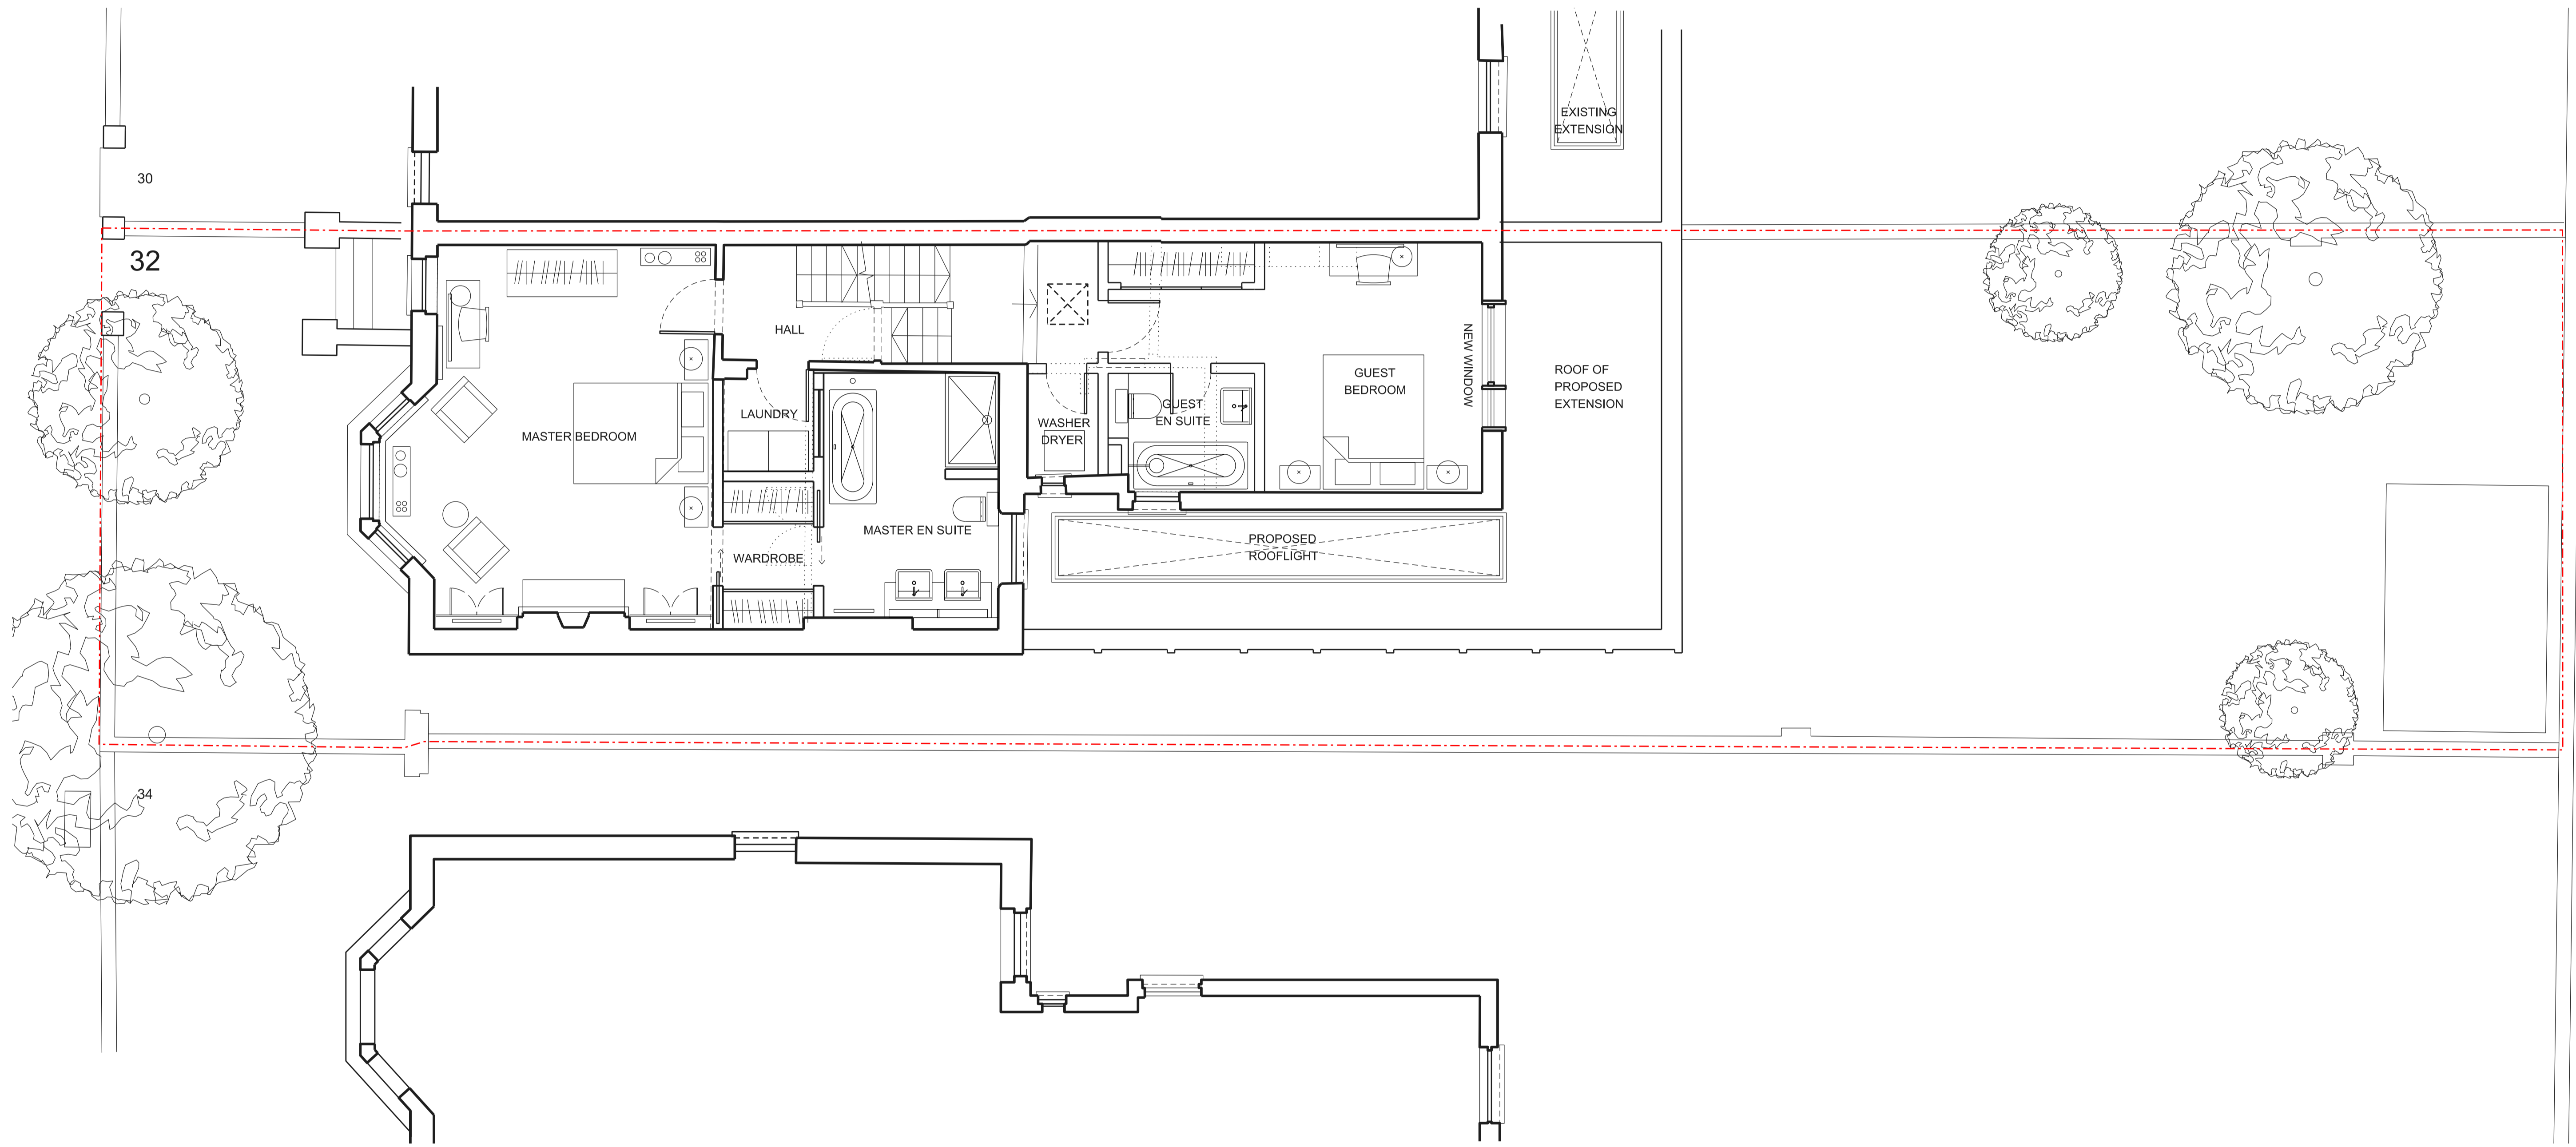 EXISTING
EXTENSION
30
32
HALL
NEW WINDOW
ROOF OF
PROPOSED
EXTENSION
GUEST
BEDROOM
LAUNDRY
GUEST
EN SUITE
WASHER
DRYER
MASTER BEDROOM
MASTER EN SUITE
PROPOSED
ROOFLIGHT
WARDROBE
34